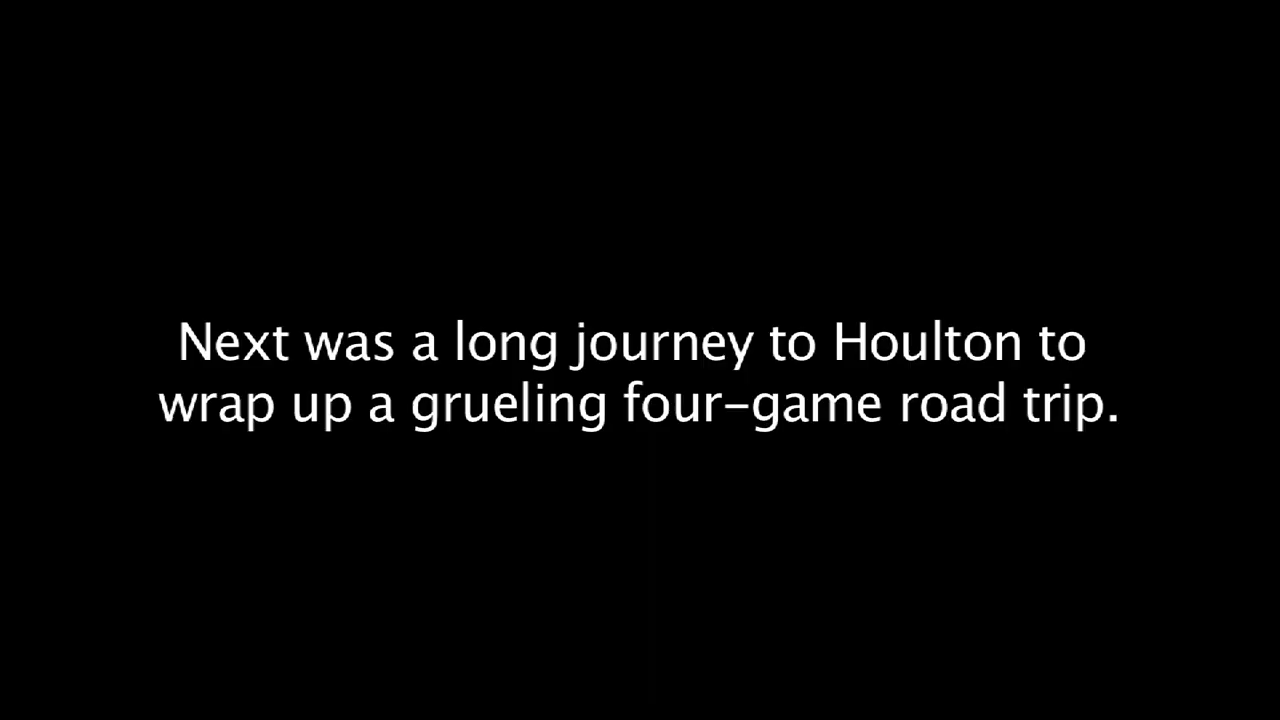 Next was a long journey to Houlton to
wrap up a grueling four-game road trip.